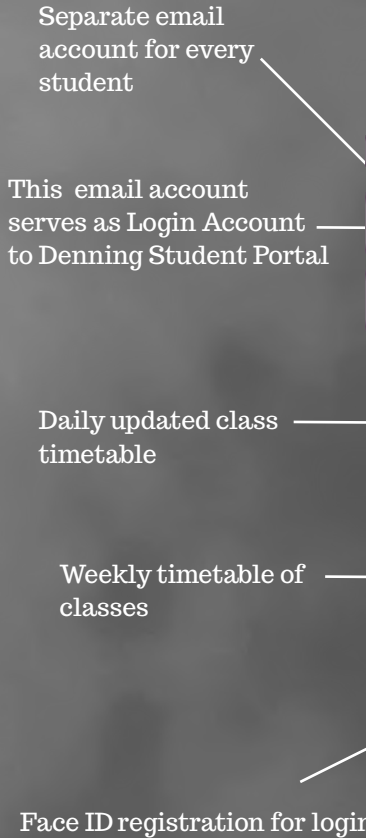 Separate email
account for every
student
This email account
serves as Login Account
to Denning Student Portal
Daily updated class
timetable
Weekly timetable of
classes
Face ID registration for login